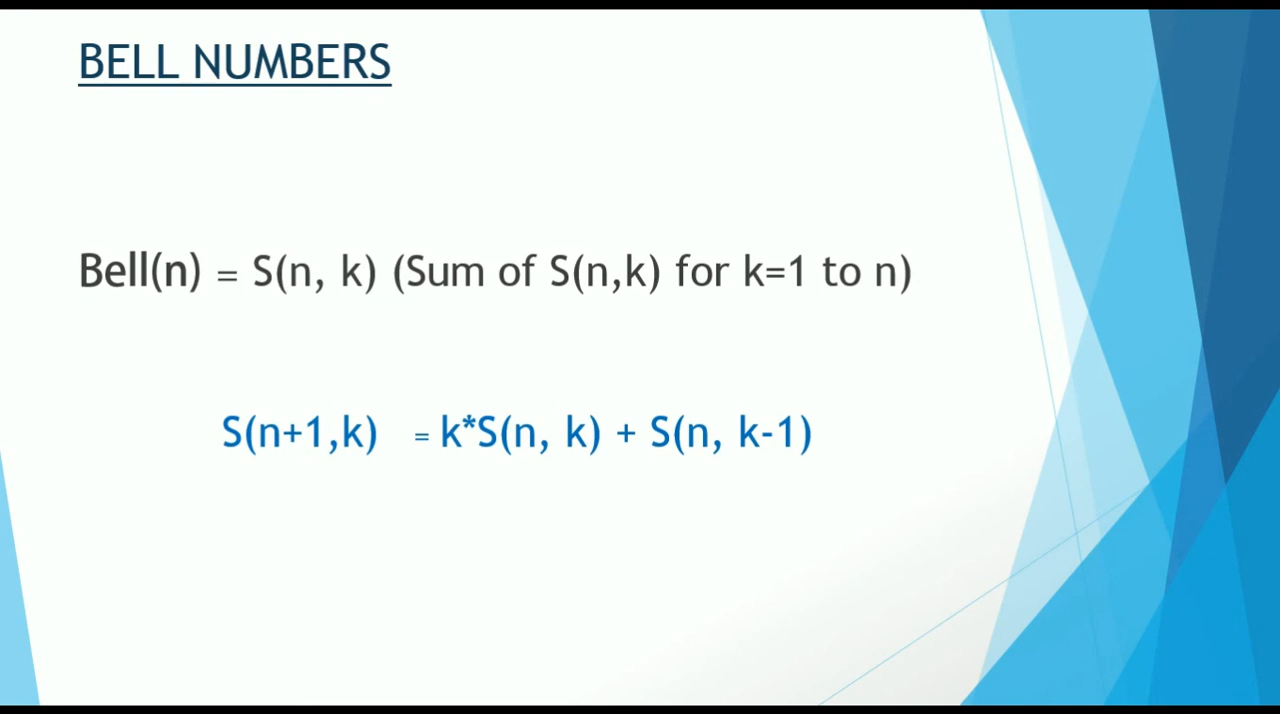 BELL NUMBERS
Bell(n) = S(n, k) (Sum of S(n,k) for k=1 to n)
S(n+1,k) = k*S(n, k) + S(n, k-1)